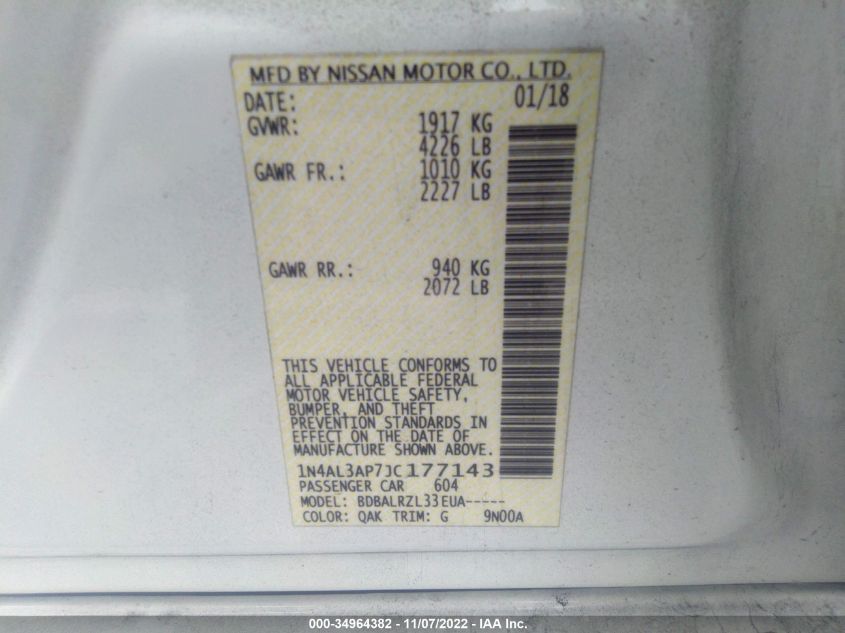 MFD BY NISSAN MOTOR CO., LTD.
DATE: 01/18
GVWR: 1917 KG
4226 LB
GAWR FR.: 1010 KG
2227 LB
GAWR RR.: 940 KG
2072 LB
THIS VEHICLE CONFORMS TO
ALL APPLICABLE FEDERAL
MOTOR VEHICLE SAFETY,
BUMPER, AND THEFT
PREVENTION STANDARDS IN
EFFECT ON THE DATE OF
MANUFACTURE SHOWN ABOVE.
1N4AL3AP7JC177143
PASSENGER CAR 604
MODEL: BDBALRZL33EUA-----
COLOR: QAK TRIM: G 9N00A
000-34964382 - 11/07/2022 - IAA Inc.